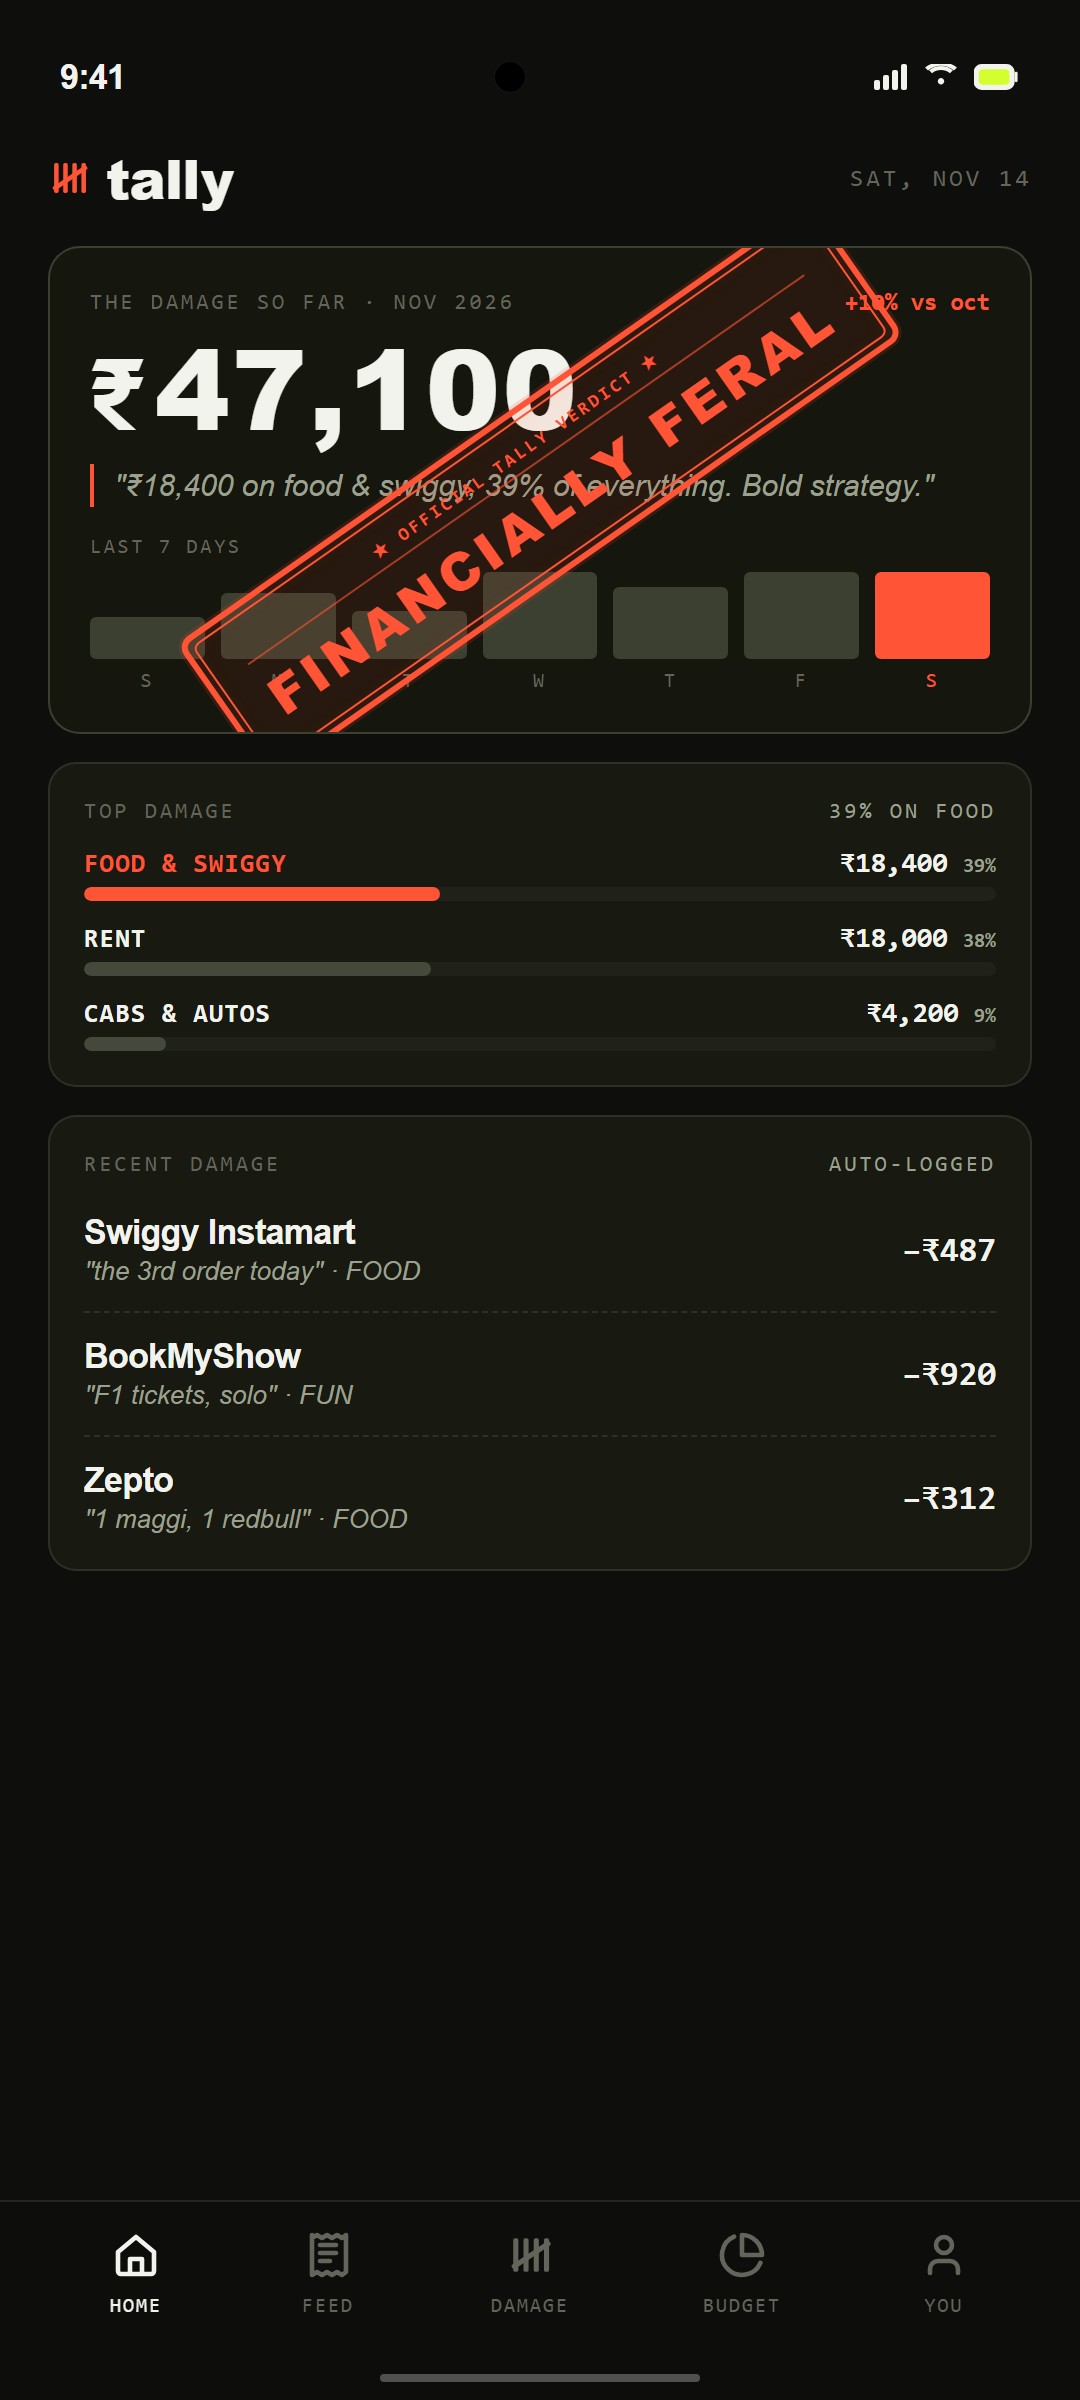 9:41
tally
SAT, NOV 14
THE DAMAGE SO FAR · NOV 2026
+18% vs oct
₹47,100
"₹18,400 on food & swiggy, 39% of everything. Bold strategy."
★ OFFICIAL TALLY VERDICT ★
FINANCIALLY FERAL
LAST 7 DAYS
S M T W T F S
TOP DAMAGE
39% ON FOOD
FOOD & SWIGGY
₹18,400 39%
RENT
₹18,000 38%
CABS & AUTOS
₹4,200 9%
RECENT DAMAGE
AUTO-LOGGED
Swiggy Instamart
"the 3rd order today" · FOOD
–₹487
BookMyShow
"F1 tickets, solo" · FUN
–₹920
Zepto
"1 maggi, 1 redbull" · FOOD
–₹312
HOME
FEED
DAMAGE
BUDGET
YOU